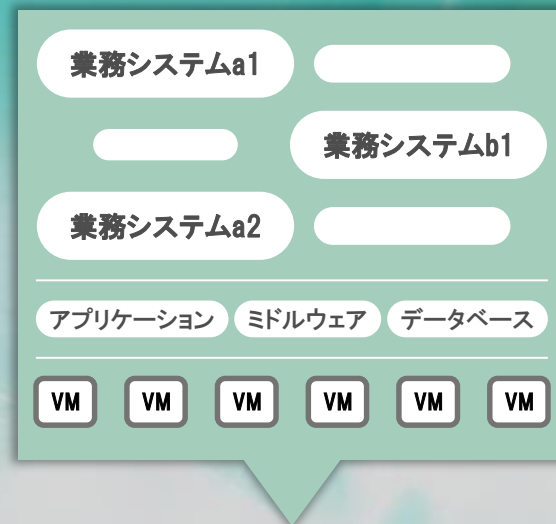 業務システムa1
業務システムb1
業務システムa2
アプリケーション ミドルウェア データベース
VM VM VM VM VM VM